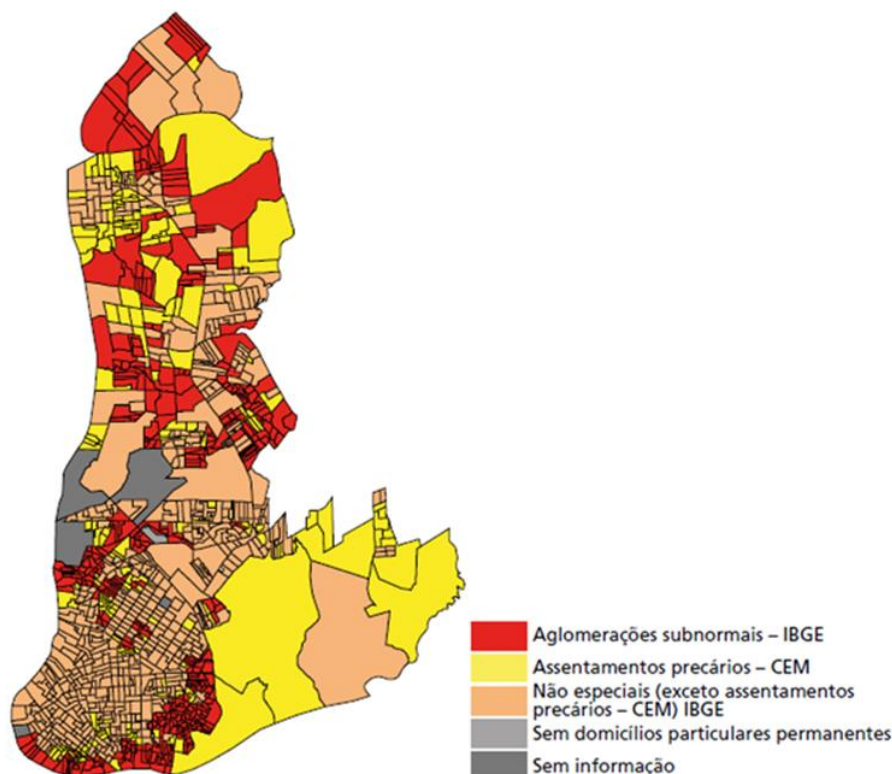 Aglomerações subnormais – IBGE
Assentamentos precários – CEM
Não especiais (exceto assentamentos
precários – CEM) IBGE
Sem domicílios particulares permanentes
Sem informação